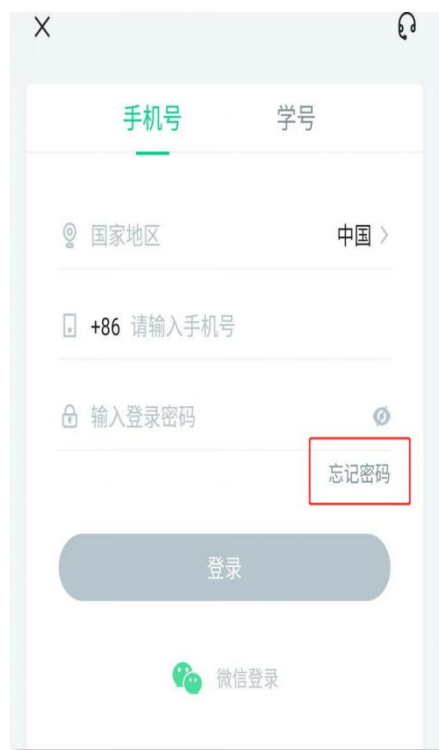 手机号 学号
国家地区 中国
+86 请输入手机号
输入登录密码
忘记密码
登录
微信登录